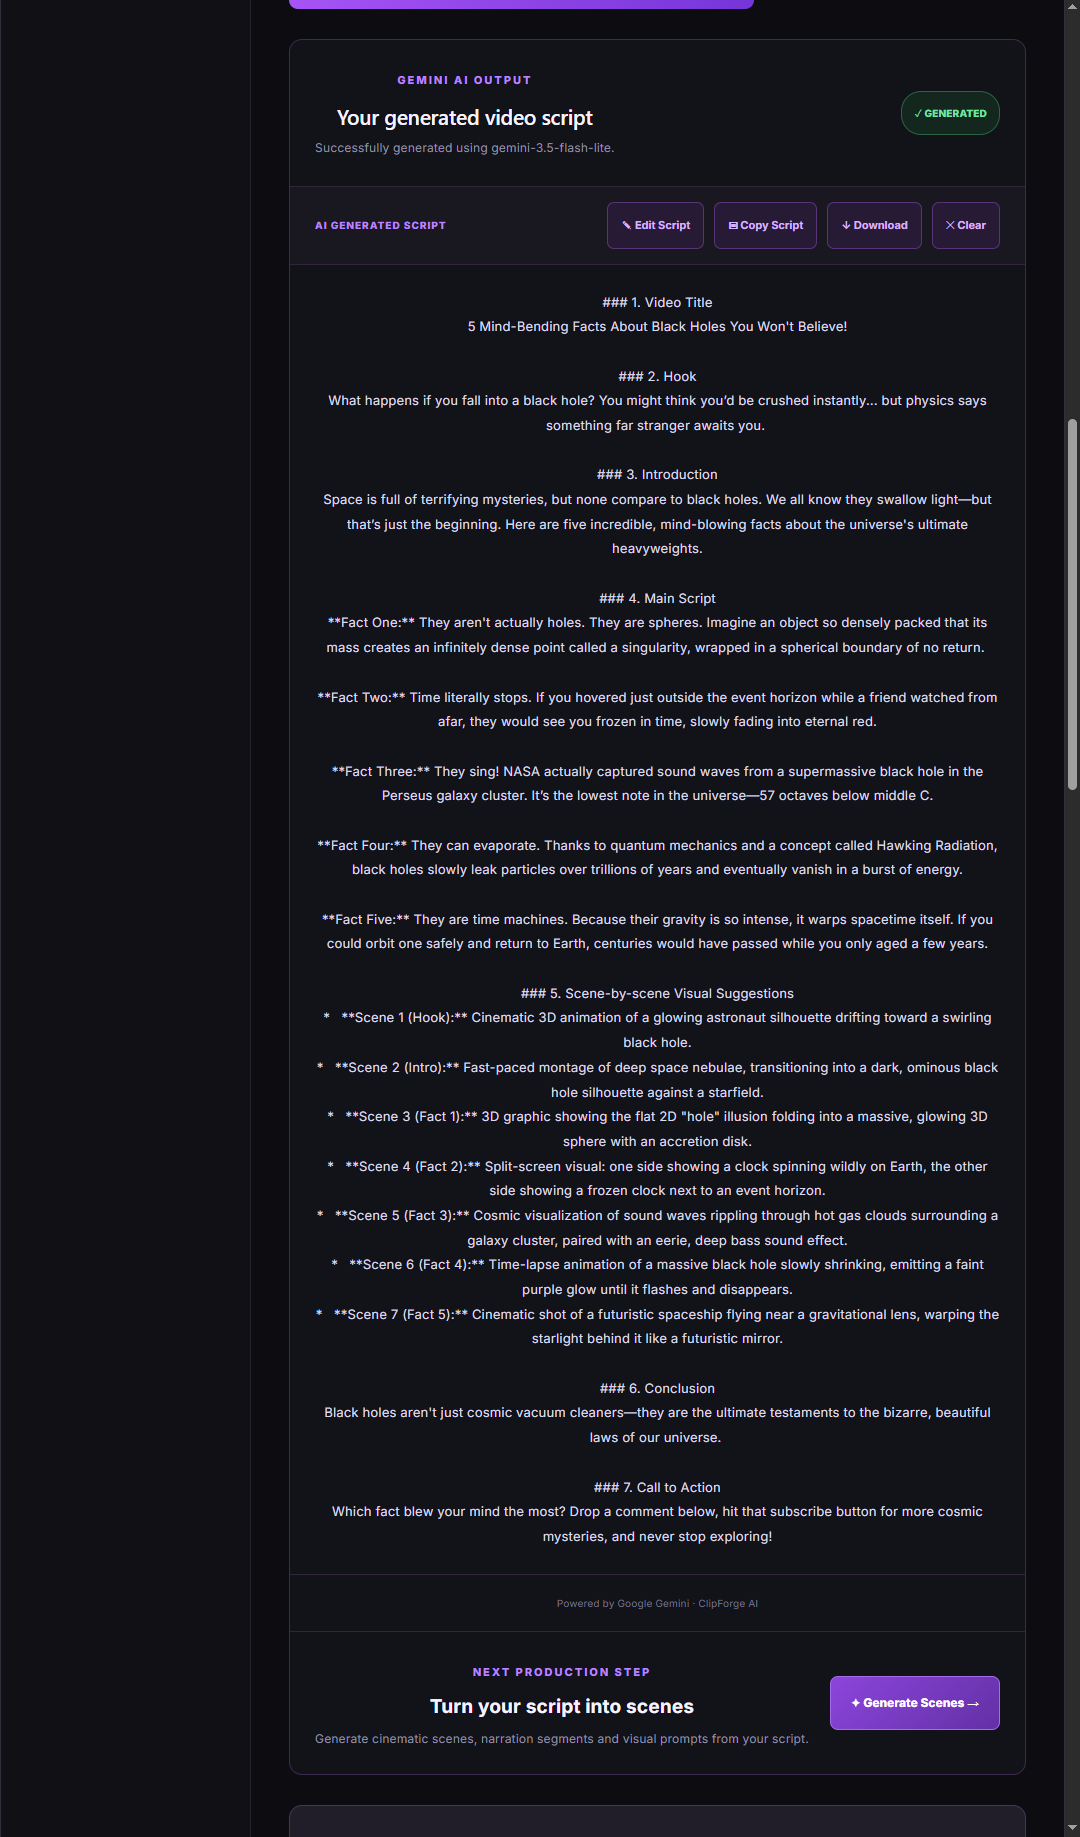 GEMINI AI OUTPUT
Your generated video script
Successfully generated using gemini-3.5-flash-lite.
✓ GENERATED
AI GENERATED SCRIPT
Edit Script
Copy Script
↓ Download
✕ Clear
### 1. Video Title
5 Mind-Bending Facts About Black Holes You Won't Believe!
### 2. Hook
What happens if you fall into a black hole? You might think you’d be crushed instantly... but physics says
something far stranger awaits you.
### 3. Introduction
Space is full of terrifying mysteries, but none compare to black holes. We all know they swallow light—but
that’s just the beginning. Here are five incredible, mind-blowing facts about the universe's ultimate
heavyweights.
### 4. Main Script
**Fact One:** They aren't actually holes. They are spheres. Imagine an object so densely packed that its
mass creates an infinitely dense point called a singularity, wrapped in a spherical boundary of no return.
**Fact Two:** Time literally stops. If you hovered just outside the event horizon while a friend watched from
afar, they would see you frozen in time, slowly fading into eternal red.
**Fact Three:** They sing! NASA actually captured sound waves from a supermassive black hole in the
Perseus galaxy cluster. It’s the lowest note in the universe—57 octaves below middle C.
**Fact Four:** They can evaporate. Thanks to quantum mechanics and a concept called Hawking Radiation,
black holes slowly leak particles over trillions of years and eventually vanish in a burst of energy.
**Fact Five:** They are time machines. Because their gravity is so intense, it warps spacetime itself. If you
could orbit one safely and return to Earth, centuries would have passed while you only aged a few years.
### 5. Scene-by-scene Visual Suggestions
* **Scene 1 (Hook):** Cinematic 3D animation of a glowing astronaut silhouette drifting toward a swirling
black hole.
* **Scene 2 (Intro):** Fast-paced montage of deep space nebulae, transitioning into a dark, ominous black
hole silhouette against a starfield.
* **Scene 3 (Fact 1):** 3D graphic showing the flat 2D "hole" illusion folding into a massive, glowing 3D
sphere with an accretion disk.
* **Scene 4 (Fact 2):** Split-screen visual: one side showing a clock spinning wildly on Earth, the other
side showing a frozen clock next to an event horizon.
* **Scene 5 (Fact 3):** Cosmic visualization of sound waves rippling through hot gas clouds surrounding a
galaxy cluster, paired with an eerie, deep bass sound effect.
* **Scene 6 (Fact 4):** Time-lapse animation of a massive black hole slowly shrinking, emitting a faint
purple glow until it flashes and disappears.
* **Scene 7 (Fact 5):** Cinematic shot of a futuristic spaceship flying near a gravitational lens, warping the
starlight behind it like a futuristic mirror.
### 6. Conclusion
Black holes aren't just cosmic vacuum cleaners—they are the ultimate testaments to the bizarre, beautiful
laws of our universe.
### 7. Call to Action
Which fact blew your mind the most? Drop a comment below, hit that subscribe button for more cosmic
mysteries, and never stop exploring!
Powered by Google Gemini · ClipForge AI
NEXT PRODUCTION STEP
Turn your script into scenes
Generate cinematic scenes, narration segments and visual prompts from your script.
✦ Generate Scenes →